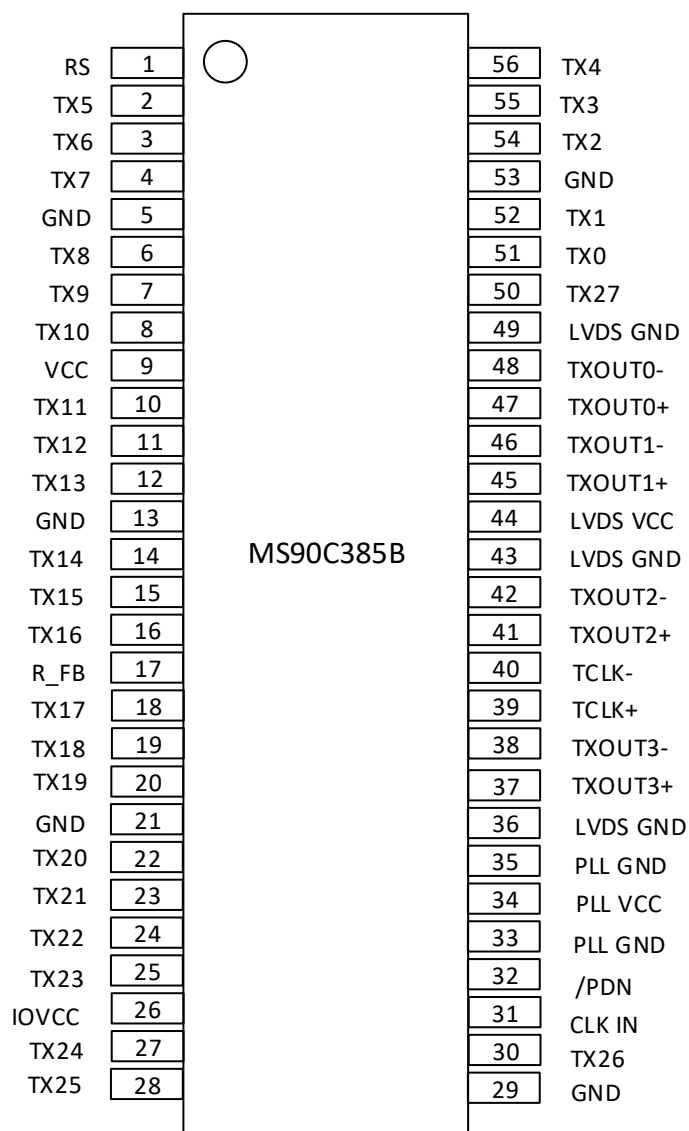 RS 1 56 TX4
TX5 2 55 TX3
TX6 3 54 TX2
TX7 4 53 GND
GND 5 52 TX1
TX8 6 51 TX0
TX9 7 50 TX27
TX10 8 49 LVDS GND
VCC 9 48 TXOUT0-
TX11 10 47 TXOUT0+
TX12 11 46 TXOUT1-
TX13 12 45 TXOUT1+
GND 13 44 LVDS VCC
TX14 14 MS90C385B 43 LVDS GND
TX15 15 42 TXOUT2-
TX16 16 41 TXOUT2+
R_FB 17 40 TCLK-
TX17 18 39 TCLK+
TX18 19 38 TXOUT3-
TX19 20 37 TXOUT3+
GND 21 36 LVDS GND
TX20 22 35 PLL GND
TX21 23 34 PLL VCC
TX22 24 33 PLL GND
TX23 25 32 /PDN
IOVCC 26 31 CLK IN
TX24 27 30 TX26
TX25 28 29 GND